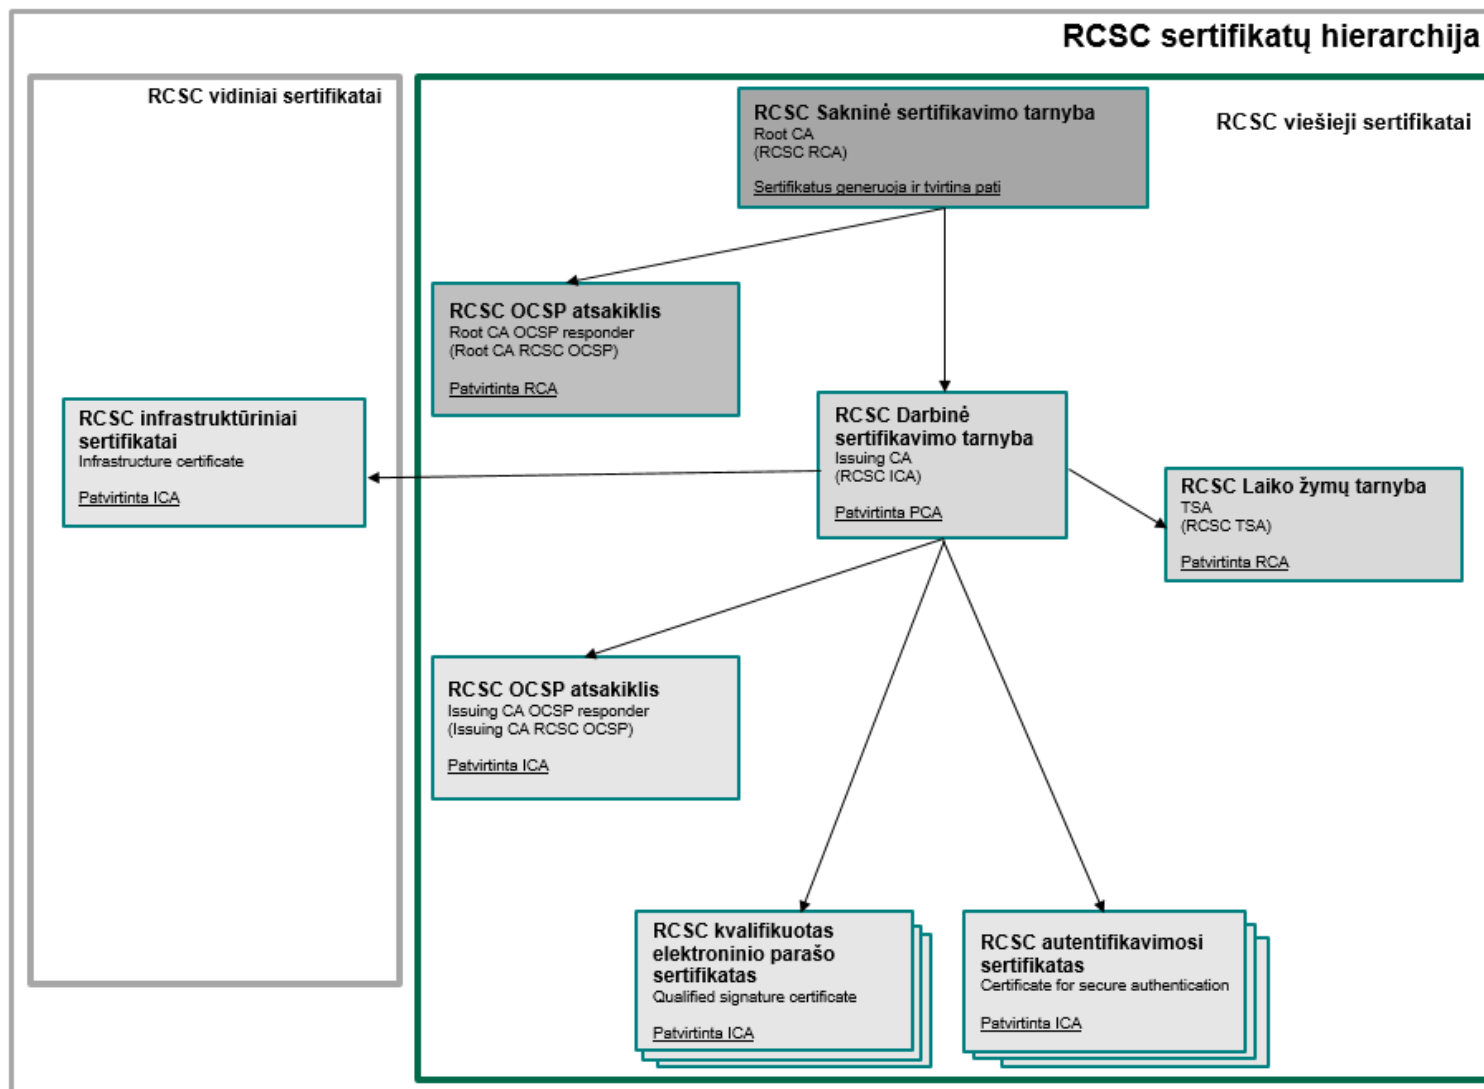 RCSC sertifikatų hierarchija
RCSC vidiniai sertifikatai
RCSC viešieji sertifikatai
RCSC Sakninė sertifikavimo tarnyba
Root CA
(RCSC RCA)
Sertifikatus generuoja ir tvirtina pati
RCSC OCSP atsakiklis
Root CA OCSP responder
(Root CA RCSC OCSP)
Patvirtinta RCA
RCSC infrastruktūriniai
sertifikatai
Infrastructure certificate
Patvirtinta ICA
RCSC Darbinė
sertifikavimo tarnyba
Issuing CA
(RCSC ICA)
Patvirtinta PCA
RCSC Laiko žymų tarnyba
TSA
(RCSC TSA)
Patvirtinta RCA
RCSC OCSP atsakiklis
Issuing CA OCSP responder
(Issuing CA RCSC OCSP)
Patvirtinta ICA
RCSC kvalifikuotas
elektroninio parašo
sertifikatas
Qualified signature certificate
Patvirtinta ICA
RCSC autentifikavimosi
sertifikatas
Certificate for secure authentication
Patvirtinta ICA